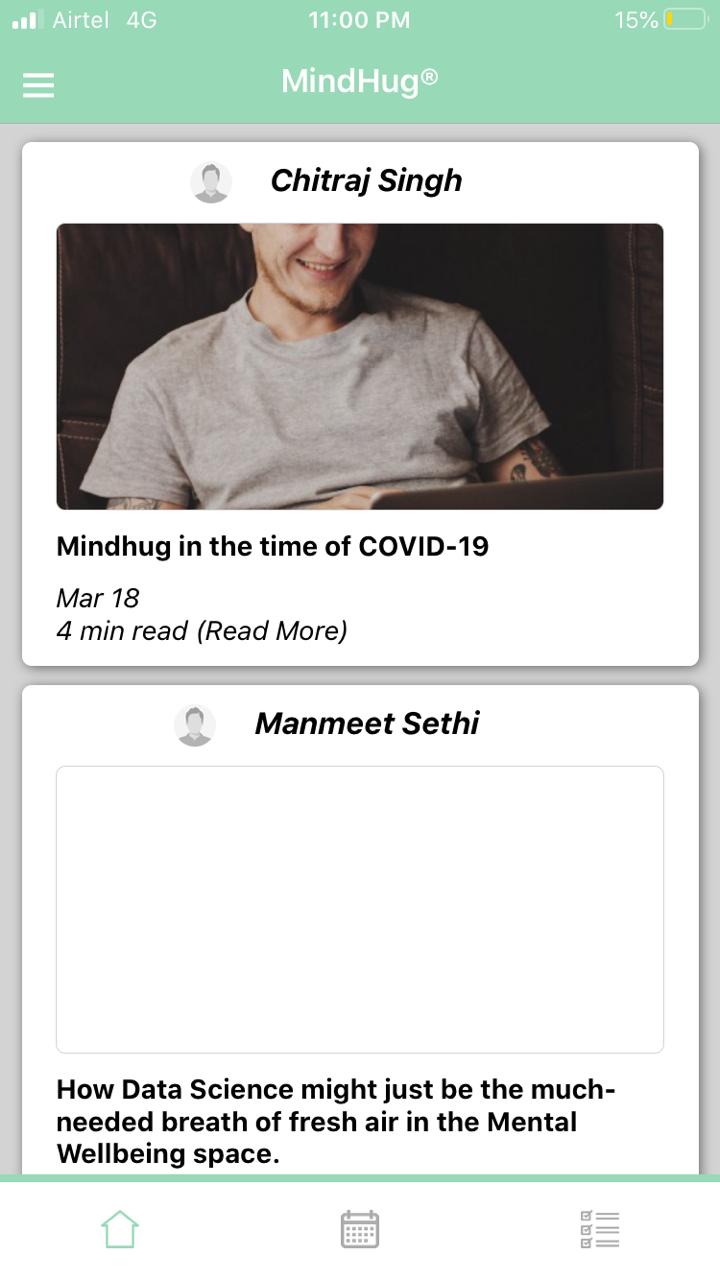 Airtel 4G 11:00 PM 15%
MindHug®
Chitraj Singh
Mindhug in the time of COVID-19
Mar 18
4 min read (Read More)
Manmeet Sethi
How Data Science might just be the much-
needed breath of fresh air in the Mental
Wellbeing space.